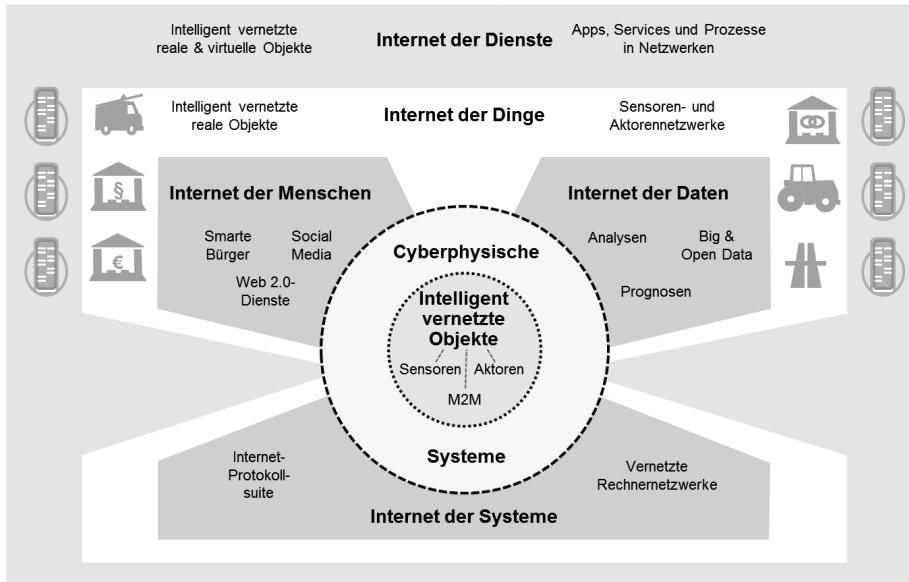 Intelligent vernetzte
reale & virtuelle Objekte
Internet der Dienste
Apps, Services und Prozesse
in Netzwerken
Intelligent vernetzte
reale Objekte
Internet der Dinge
Sensoren- und
Aktorennetzwerke
§
€
Internet der Menschen
Smarte
Bürger
Social
Media
Web 2.0-
Dienste
Internet der Daten
Analysen
Big &
Open Data
Prognosen
Cyberphysische
Intelligent
vernetzte
Objekte
Sensoren
Aktoren
M2M
Systeme
Internet-
Protokoll-
suite
Vernetzte
Rechnernetzwerke
Internet der Systeme